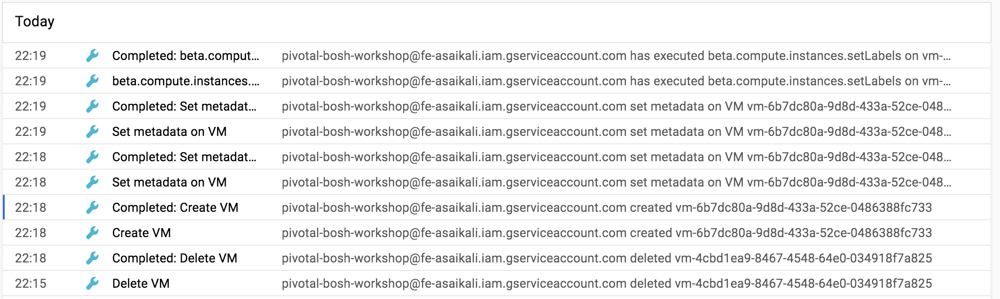 Today
22:19 Completed: beta.comput... pivotal-bosh-workshop@fe-asaikali.iam.gserviceaccount.com has executed beta.compute.instances.setLabels on vm-...
22:19 beta.compute.instances.... pivotal-bosh-workshop@fe-asaikali.iam.gserviceaccount.com has executed beta.compute.instances.setLabels on vm-...
22:19 Completed: Set metadat... pivotal-bosh-workshop@fe-asaikali.iam.gserviceaccount.com set metadata on VM vm-6b7dc80a-9d8d-433a-52ce-048...
22:19 Set metadata on VM pivotal-bosh-workshop@fe-asaikali.iam.gserviceaccount.com set metadata on VM vm-6b7dc80a-9d8d-433a-52ce-048...
22:18 Completed: Set metadat... pivotal-bosh-workshop@fe-asaikali.iam.gserviceaccount.com set metadata on VM vm-6b7dc80a-9d8d-433a-52ce-048...
22:18 Set metadata on VM pivotal-bosh-workshop@fe-asaikali.iam.gserviceaccount.com set metadata on VM vm-6b7dc80a-9d8d-433a-52ce-048...
22:18 Completed: Create VM pivotal-bosh-workshop@fe-asaikali.iam.gserviceaccount.com created vm-6b7dc80a-9d8d-433a-52ce-0486388fc733
22:18 Create VM pivotal-bosh-workshop@fe-asaikali.iam.gserviceaccount.com created vm-6b7dc80a-9d8d-433a-52ce-0486388fc733
22:18 Completed: Delete VM pivotal-bosh-workshop@fe-asaikali.iam.gserviceaccount.com deleted vm-4cbd1ea9-8467-4548-64e0-034918f7a825
22:15 Delete VM pivotal-bosh-workshop@fe-asaikali.iam.gserviceaccount.com deleted vm-4cbd1ea9-8467-4548-64e0-034918f7a825